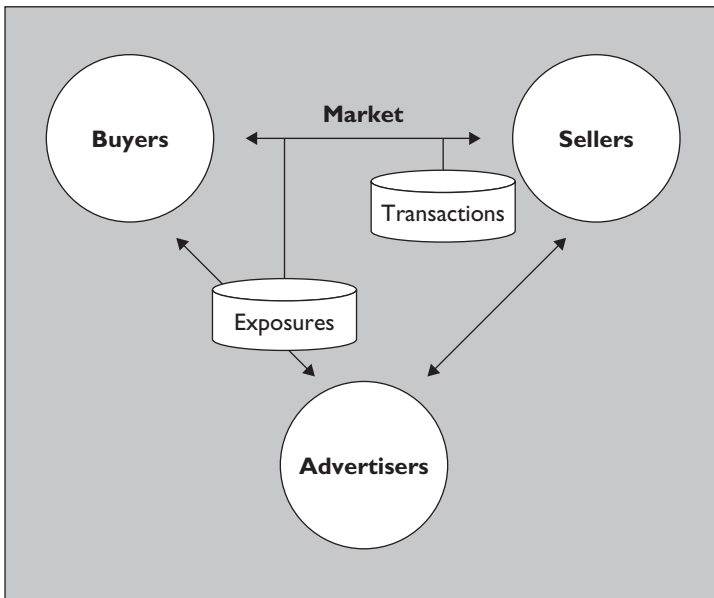 Market
Buyers
Sellers
Transactions
Exposures
Advertisers